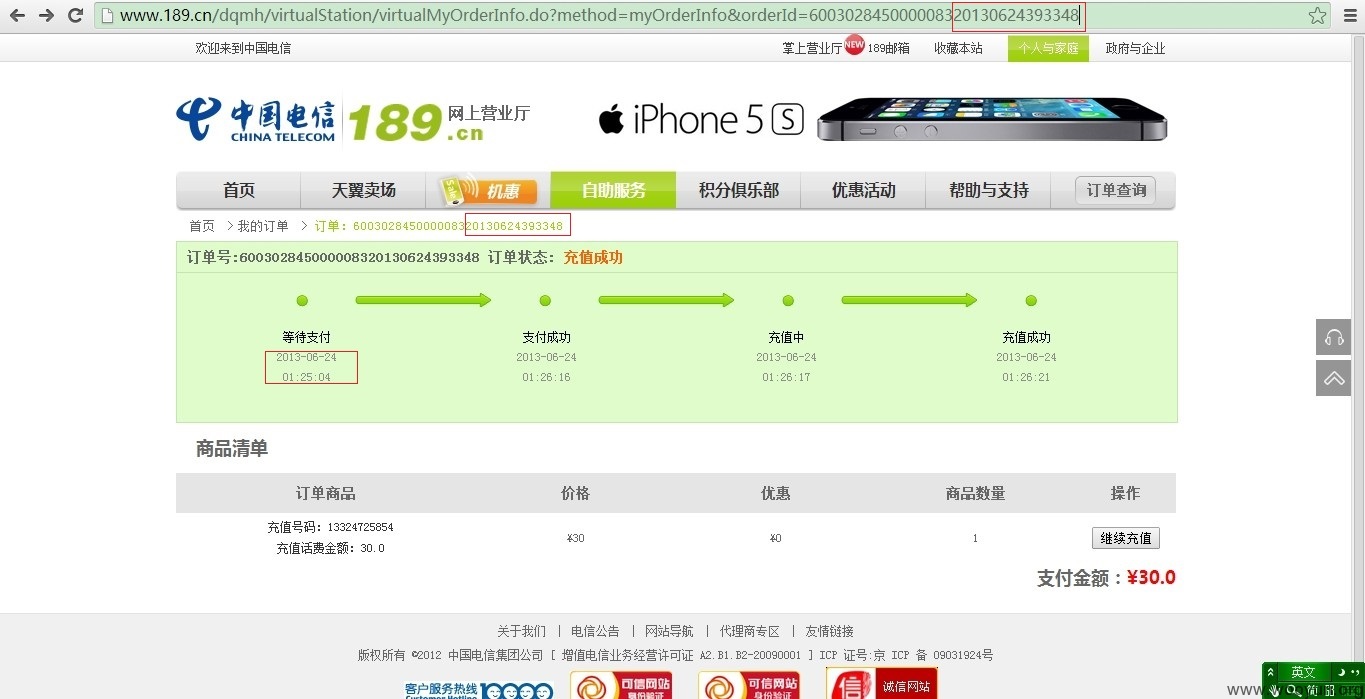 www.189.cn/dqmh/virtualStation/virtualMyOrderInfo.do?method=myOrderInfo&orderId=600302845000008320130624393348
欢迎来到中国电信 掌上营业厅 NEW 189邮箱 收藏本站 个人与家庭 政府与企业
中国电信 CHINA TELECOM 189.cn 网上营业厅 iPhone 5 S
首页 天翼卖场 Sale 机惠 自助服务 积分俱乐部 优惠活动 帮助与支持 订单查询
首页 > 我的订单 > 订单：600302845000008320130624393348
订单号:600302845000008320130624393348 订单状态：充值成功
等待支付 支付成功 充值中 充值成功
2013-06-24 2013-06-24 2013-06-24 2013-06-24
01:25:04 01:26:16 01:26:17 01:26:21
商品清单
订单商品 价格 优惠 商品数量 操作
充值号码：13324725854
充值话费金额：30.0 ¥30 ¥0 1 继续充值
支付金额：¥30.0
关于我们 | 电信公告 | 网站导航 | 代理商专区 | 友情链接
版权所有 ©2012 中国电信集团公司 [ 增值电信业务经营许可证 A2.B1.B2-20090001 ] ICP 证号:京 ICP 备 09031924号
客户服务热线 10000 可信网站 身份验证 可信网站 身份验证 信 诚信网站
Customer Hotline
英文
简